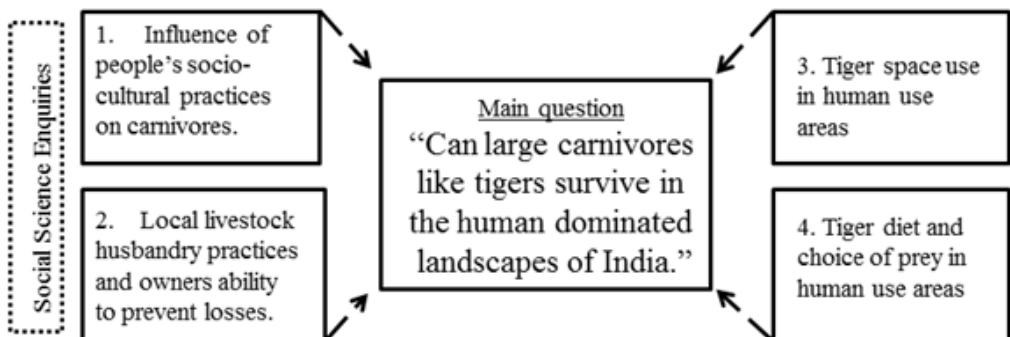 Social Science Enquiries
1. Influence of
people's socio-
cultural practices
on carnivores.
2. Local livestock
husbandry practices
and owners ability
to prevent losses.
Main question
“Can large carnivores
like tigers survive in
the human dominated
landscapes of India.”
3. Tiger space use
in human use
areas
4. Tiger diet and
choice of prey in
human use areas